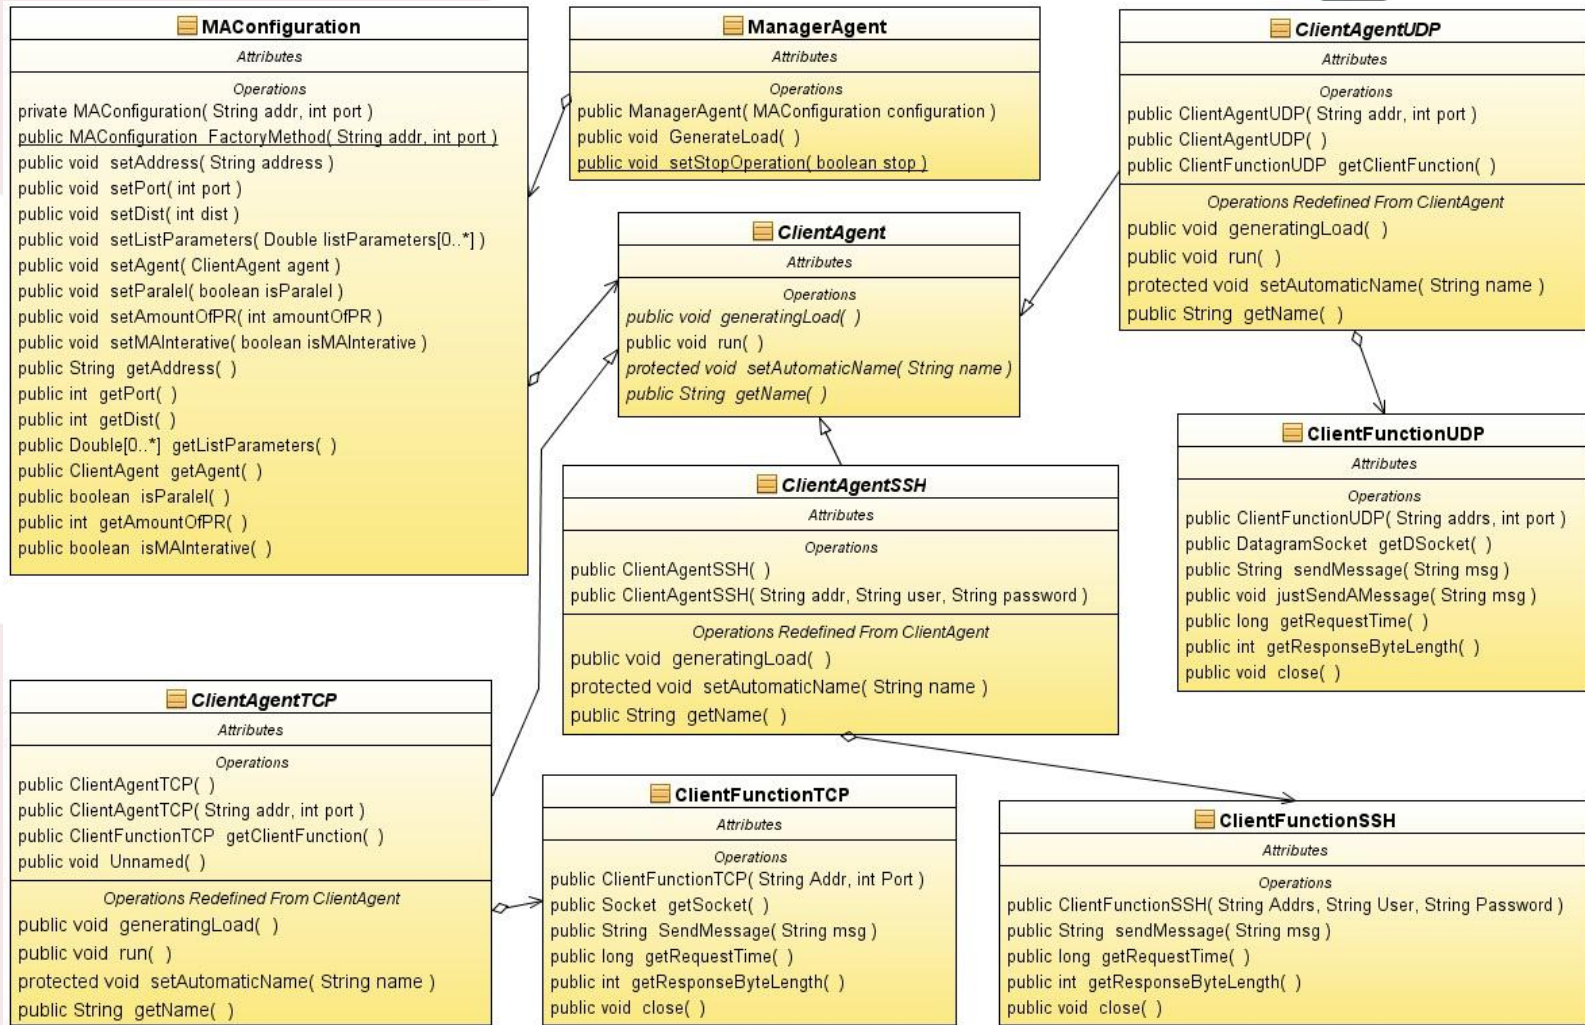 MAConfiguration
Attributes
Operations
private MAConfiguration( String addr, int port )
public MAConfiguration FactoryMethod( String addr, int port )
public void setAddress( String address )
public void setPort( int port )
public void setDist( int dist )
public void setListParameters( Double listParameters[0..*] )
public void setAgent( ClientAgent agent )
public void setParalel( boolean isParalel )
public void setAmountOfPR( int amountOfPR )
public void setMAInterative( boolean isMAInterative )
public String getAddress( )
public int getPort( )
public int getDist( )
public Double[0..*] getListParameters( )
public ClientAgent getAgent( )
public boolean isParalel( )
public int getAmountOfPR( )
public boolean isMAInterative( )
ManagerAgent
Attributes
Operations
public ManagerAgent( MAConfiguration configuration )
public void GenerateLoad( )
public void setStopOperation( boolean stop )
ClientAgentUDP
Attributes
Operations
public ClientAgentUDP( String addr, int port )
public ClientAgentUDP( )
public ClientFunctionUDP getClientFunction( )
Operations Redefined From ClientAgent
public void generatingLoad( )
public void run( )
protected void setAutomaticName( String name )
public String getName( )
ClientAgent
Attributes
Operations
public void generatingLoad( )
public void run( )
protected void setAutomaticName( String name )
public String getName( )
ClientFunctionUDP
Attributes
Operations
public ClientFunctionUDP( String addrs, int port )
public DatagramSocket getDSocket( )
public String sendMessage( String msg )
public void justSendAMessage( String msg )
public long getRequestTime( )
public int getResponseByteLength( )
public void close( )
ClientAgentSSH
Attributes
Operations
public ClientAgentSSH( )
public ClientAgentSSH( String addr, String user, String password )
Operations Redefined From ClientAgent
public void generatingLoad( )
protected void setAutomaticName( String name )
public String getName( )
ClientAgentTCP
Attributes
Operations
public ClientAgentTCP( )
public ClientAgentTCP( String addr, int port )
public ClientFunctionTCP getClientFunction( )
public void Unnamed( )
Operations Redefined From ClientAgent
public void generatingLoad( )
public void run( )
protected void setAutomaticName( String name )
public String getName( )
ClientFunctionTCP
Attributes
Operations
public ClientFunctionTCP( String Addr, int Port )
public Socket getSocket( )
public String SendMessage( String msg )
public long getRequestTime( )
public int getResponseByteLength( )
public void close( )
ClientFunctionSSH
Attributes
Operations
public ClientFunctionSSH( String Addrs, String User, String Password )
public String sendMessage( String msg )
public long getRequestTime( )
public int getResponseByteLength( )
public void close( )